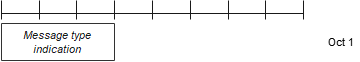 Message type
indication
Oct 1